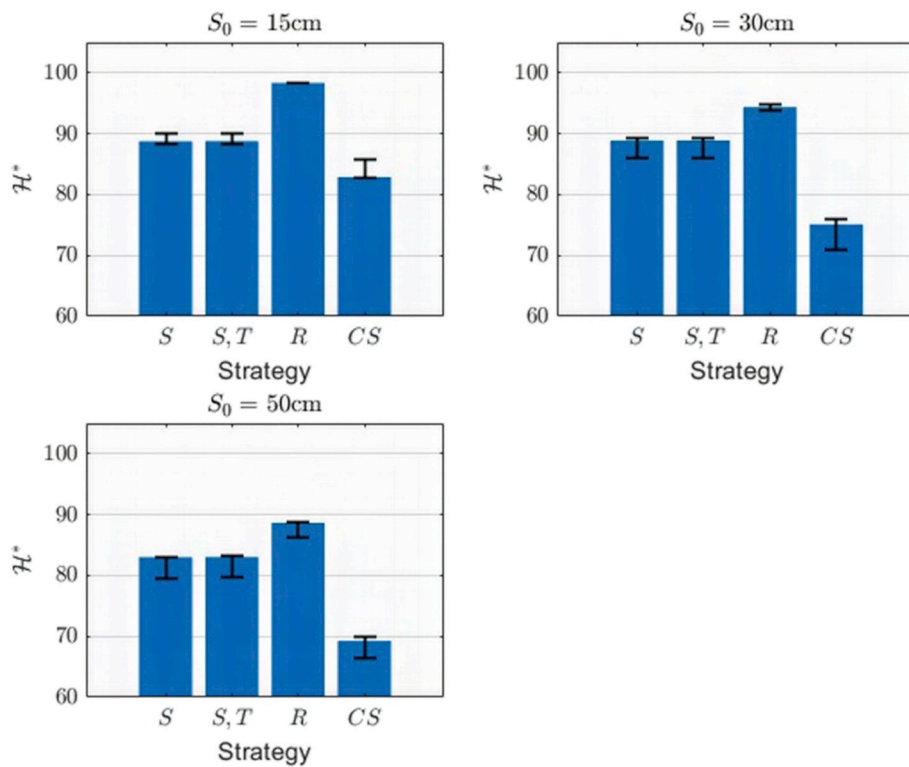 S₀ = 15cm
100
90
80
70
60
ℋ*
S S,T R CS
Strategy
S₀ = 30cm
100
90
80
70
60
ℋ*
S S,T R CS
Strategy
S₀ = 50cm
100
90
80
70
60
ℋ*
S S,T R CS
Strategy